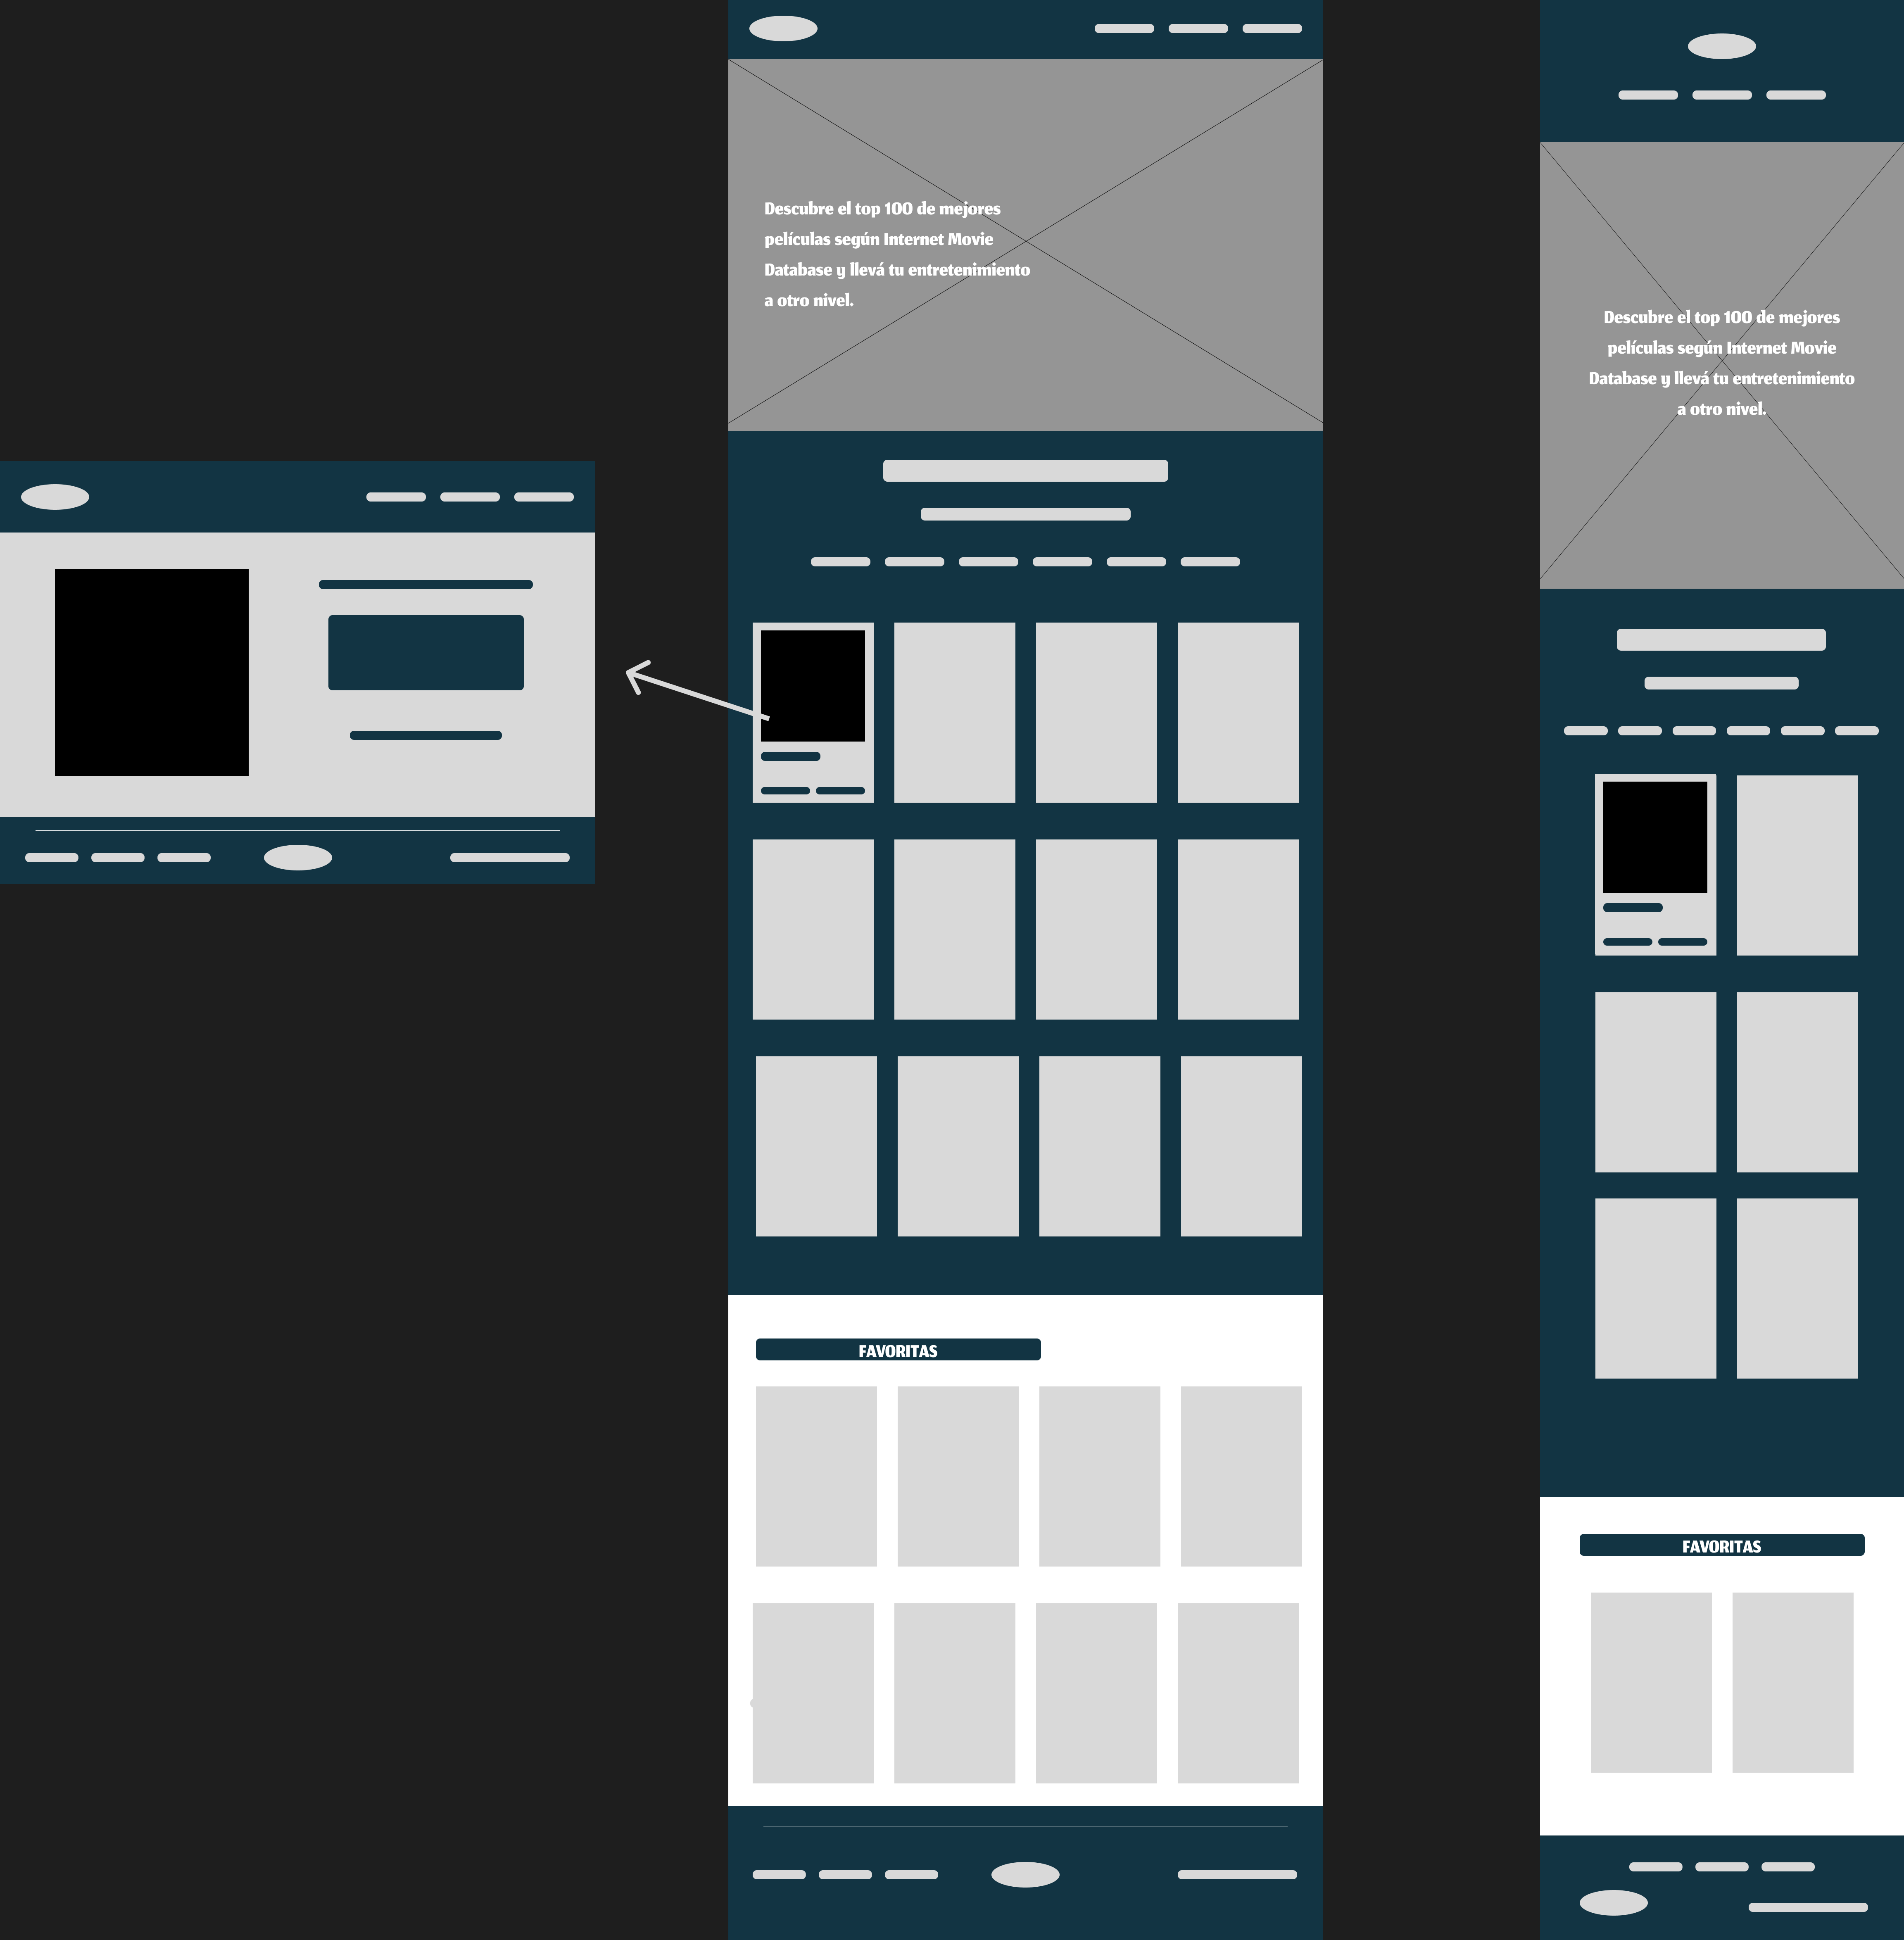 Descubre el top 100 de mejores
películas según Internet Movie
Database y llevá tu entretenimiento
a otro nivel.
Descubre el top 100 de mejores
películas según Internet Movie
Database y llevá tu entretenimiento
a otro nivel.
FAVORITAS
FAVORITAS